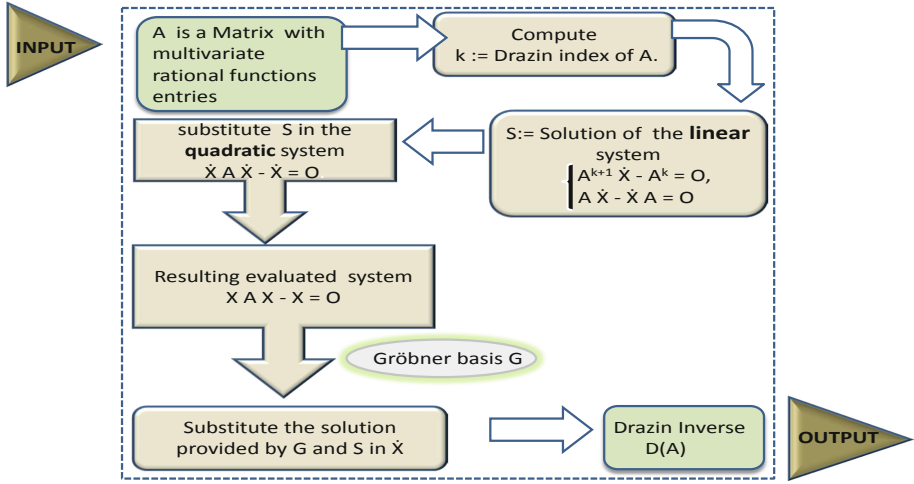 INPUT
A is a Matrix with
multivariate
rational functions
entries
Compute
k := Drazin index of A.
S:= Solution of the linear
system
Aᵏ⁺¹ Ẋ - Aᵏ = O,
A Ẋ - Ẋ A = O
substitute S in the
quadratic system
Ẋ A Ẋ - Ẋ = O
Resulting evaluated system
X A X - X = O
Gröbner basis G
Substitute the solution
provided by G and S in Ẋ
Drazin Inverse
D(A)
OUTPUT